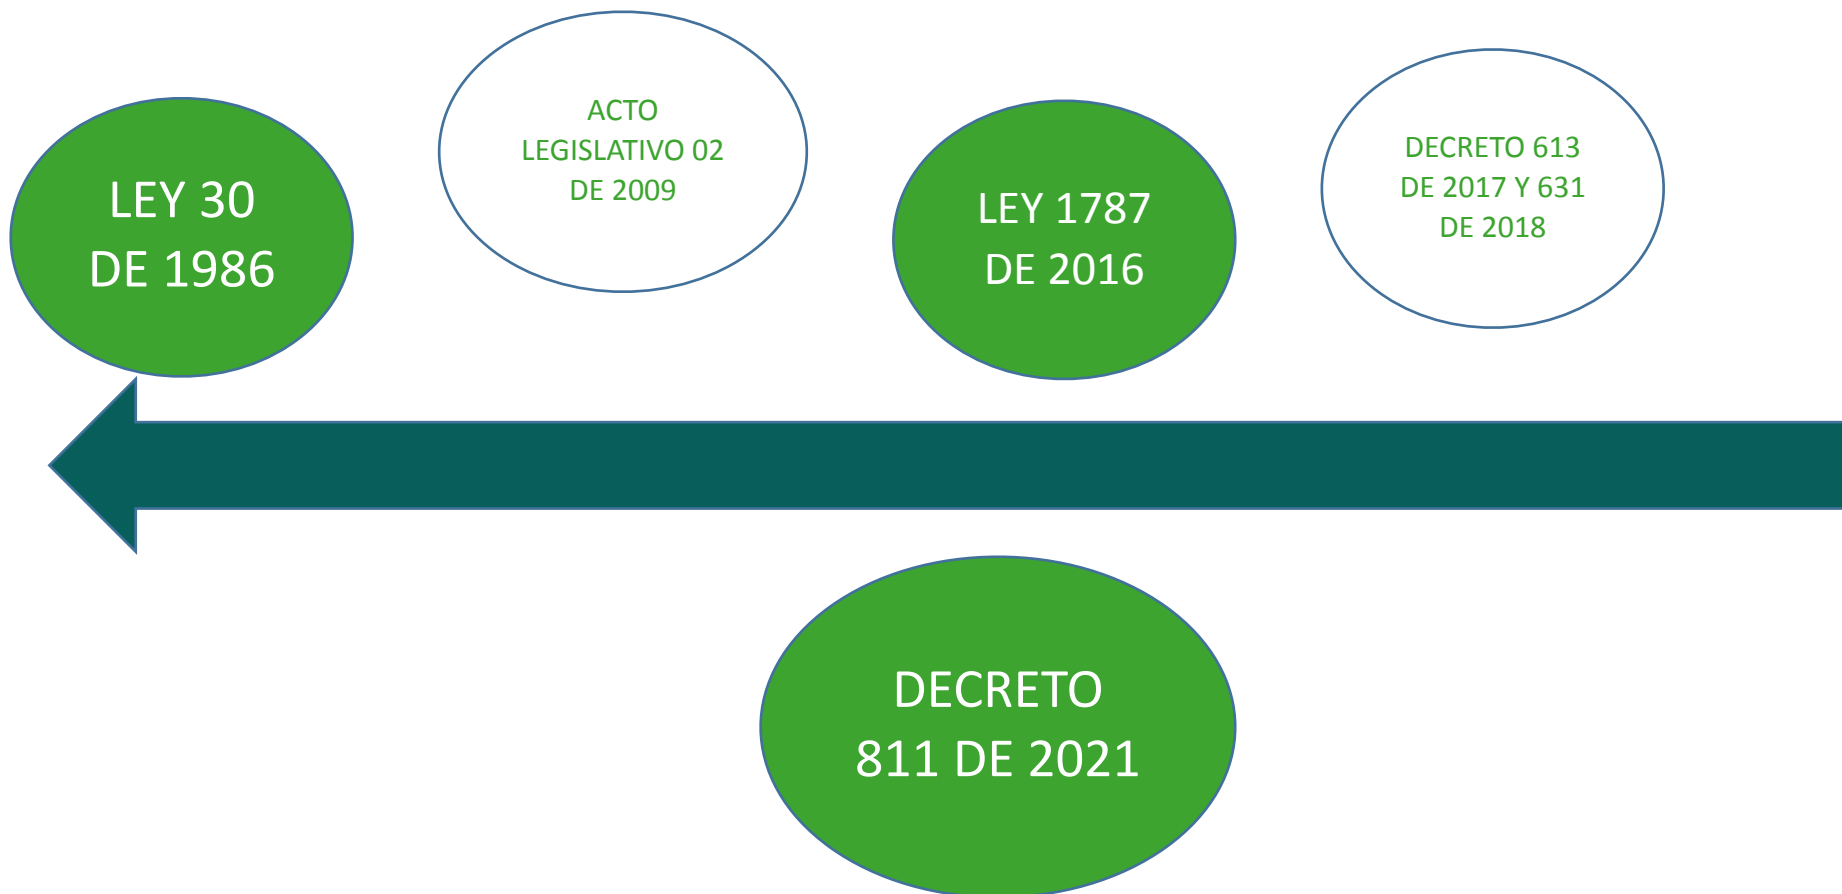 LEY 30
DE 1986
ACTO
LEGISLATIVO 02
DE 2009
LEY 1787
DE 2016
DECRETO 613
DE 2017 Y 631
DE 2018
DECRETO
811 DE 2021